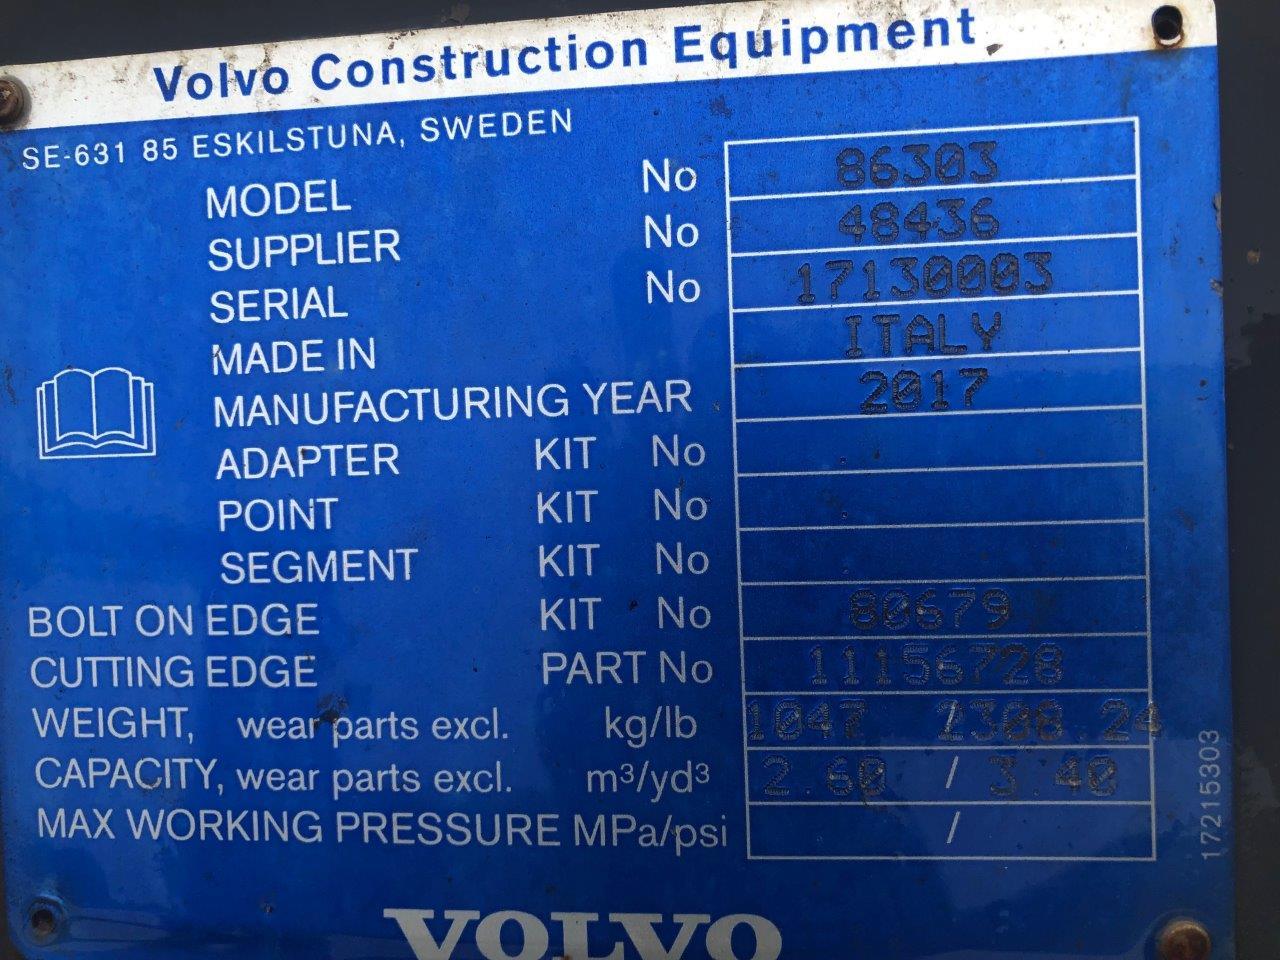 Volvo Construction Equipment
SE-631 85 ESKILSTUNA, SWEDEN
MODEL No 86303
SUPPLIER No 48436
SERIAL No 17130003
MADE IN ITALY
MANUFACTURING YEAR 2017
ADAPTER KIT No
POINT KIT No
SEGMENT KIT No
BOLT ON EDGE KIT No 80679
CUTTING EDGE PART No 11156728
WEIGHT, wear parts excl. kg/lb 1047 / 2308.24
CAPACITY, wear parts excl. m³/yd³ 2.60 / 3.40
MAX WORKING PRESSURE MPa/psi /
17215303
VOLVO